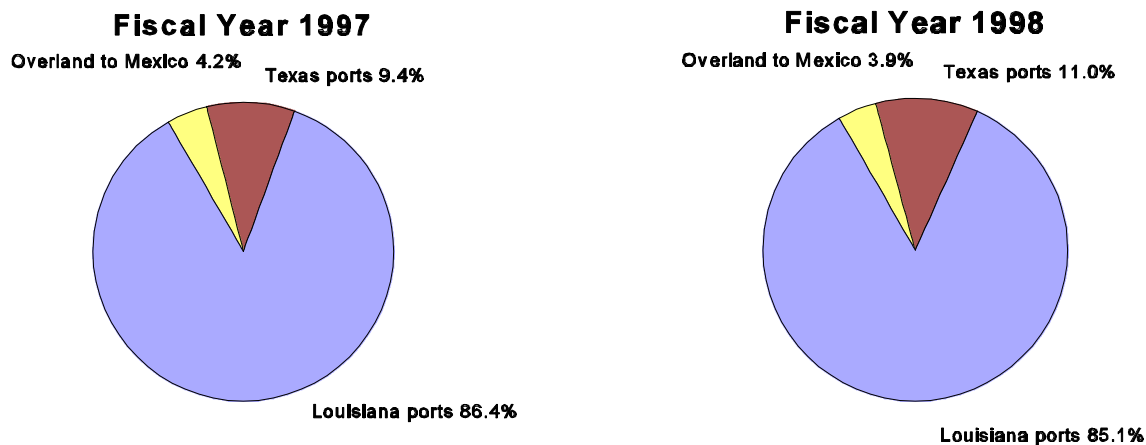 Fiscal Year 1997
Overland to Mexico 4.2%
Texas ports 9.4%
Louisiana ports 86.4%
Fiscal Year 1998
Overland to Mexico 3.9%
Texas ports 11.0%
Louisiana ports 85.1%